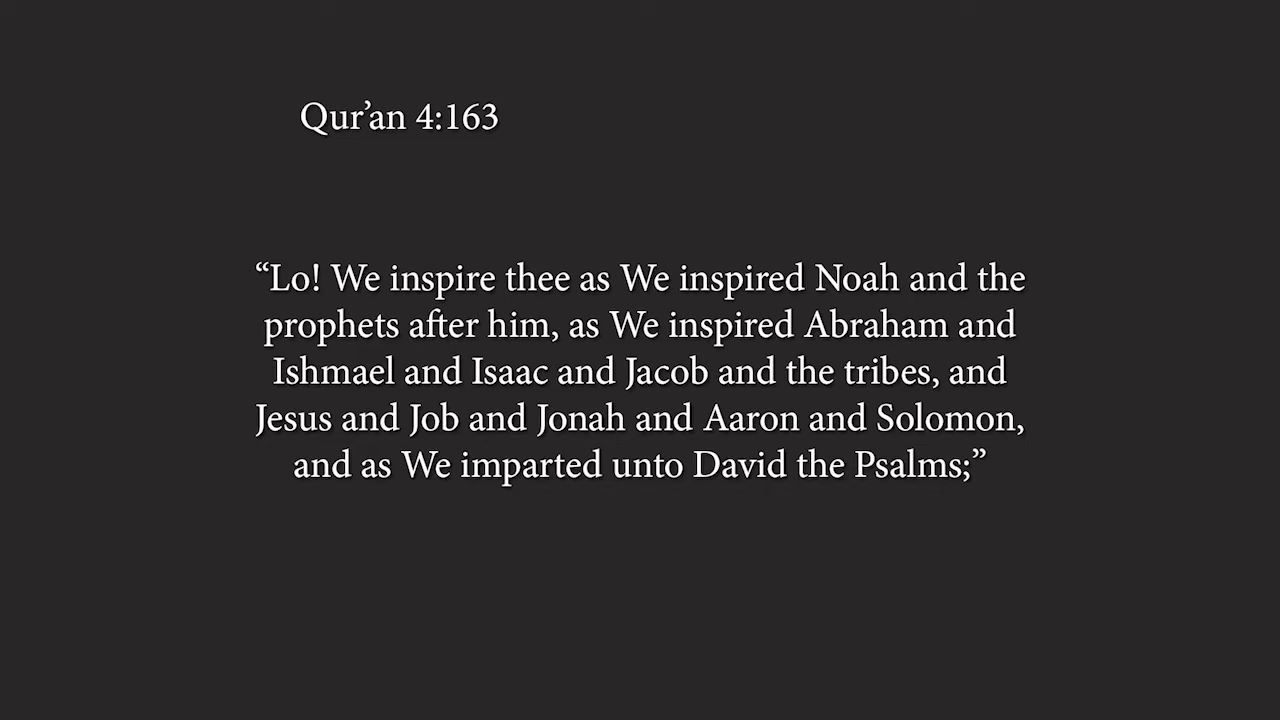 Qur’an 4:163
“Lo! We inspire thee as We inspired Noah and the
prophets after him, as We inspired Abraham and
Ishmael and Isaac and Jacob and the tribes, and
Jesus and Job and Jonah and Aaron and Solomon,
and as We imparted unto David the Psalms;”